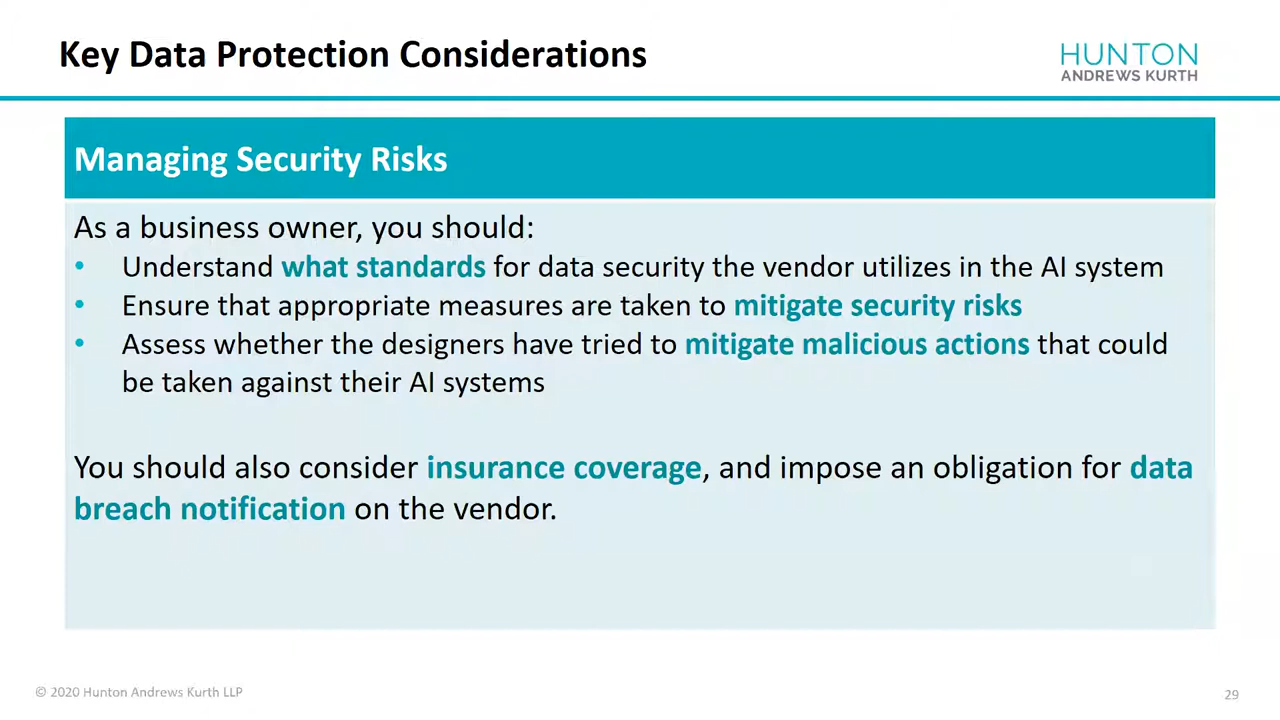 Key Data Protection Considerations
HUNTON
ANDREWS KURTH
Managing Security Risks
As a business owner, you should:
• Understand what standards for data security the vendor utilizes in the AI system
• Ensure that appropriate measures are taken to mitigate security risks
• Assess whether the designers have tried to mitigate malicious actions that could
be taken against their AI systems
You should also consider insurance coverage, and impose an obligation for data
breach notification on the vendor.
© 2020 Hunton Andrews Kurth LLP
29